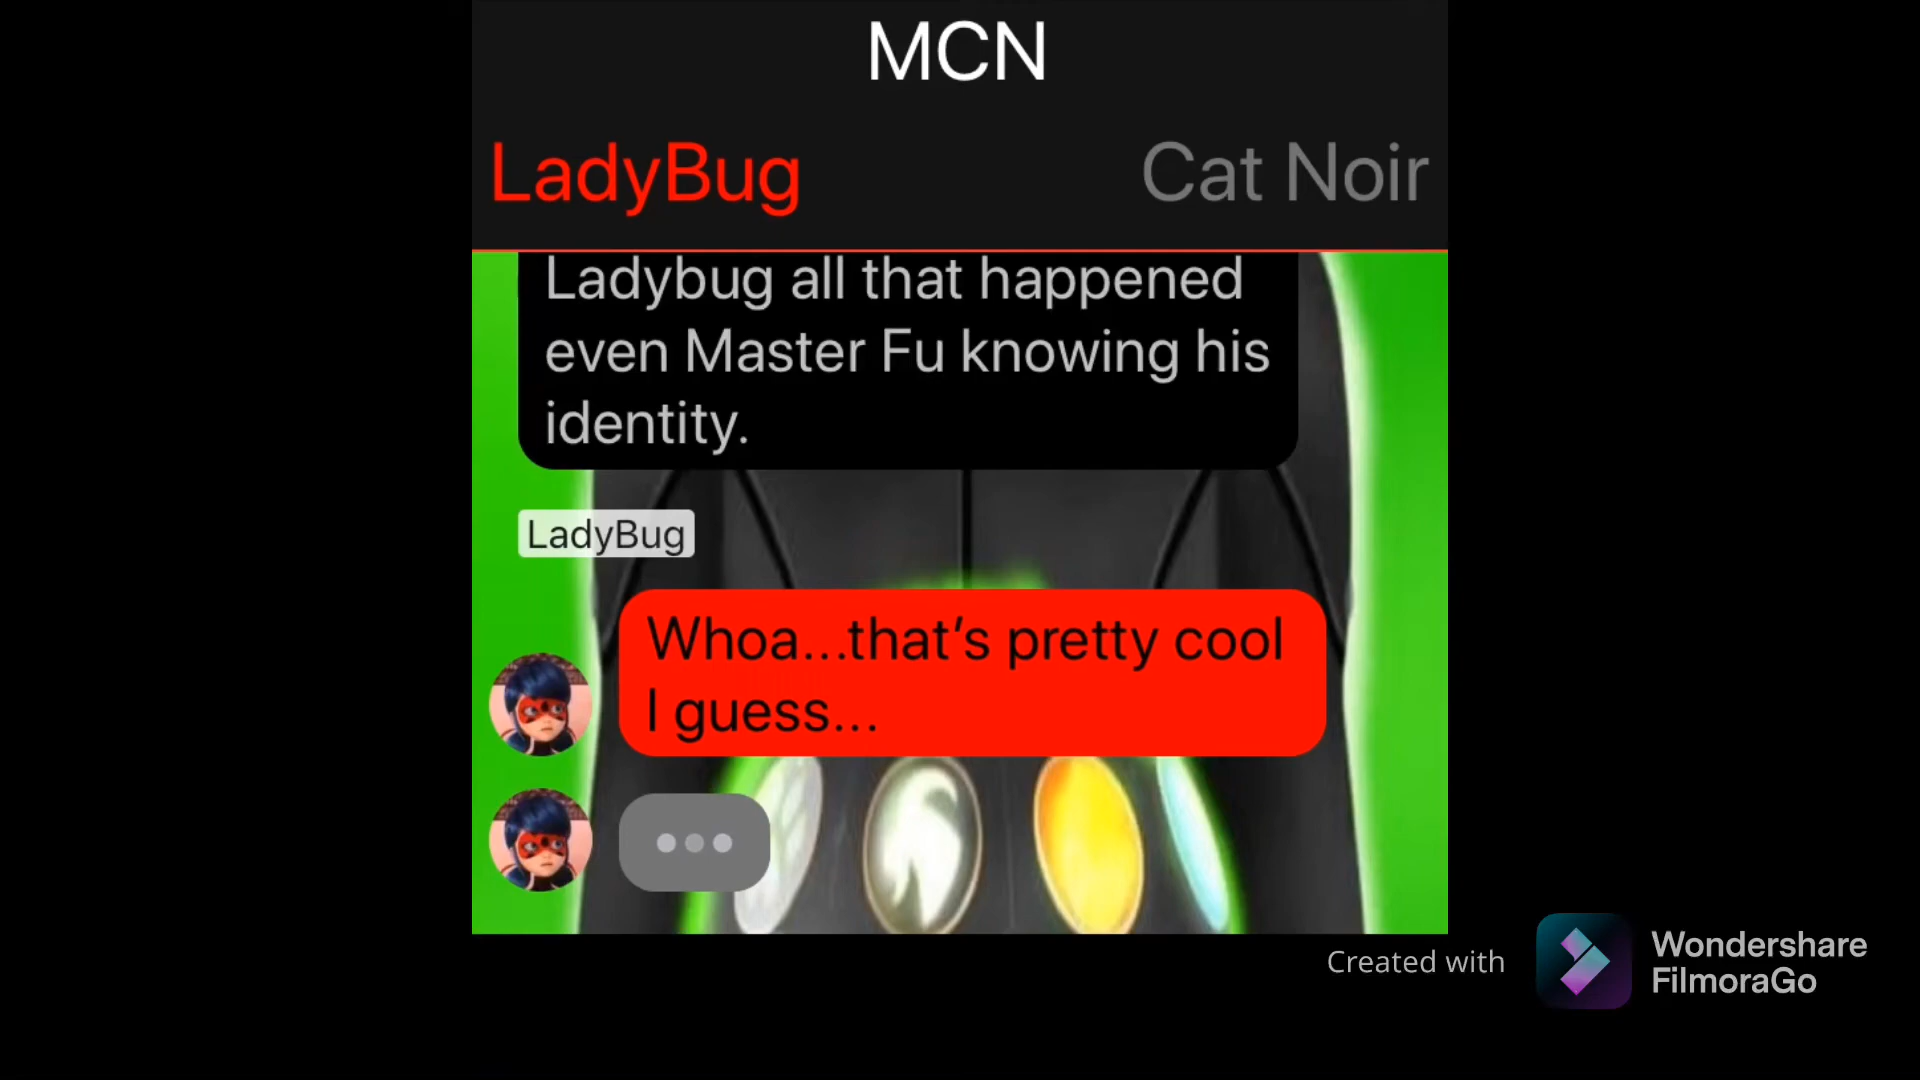 MCN
LadyBug
Cat Noir
Ladybug all that happened
even Master Fu knowing his
identity.
LadyBug
Whoa...that's pretty cool
I guess...
Created with
Wondershare
FilmoraGo